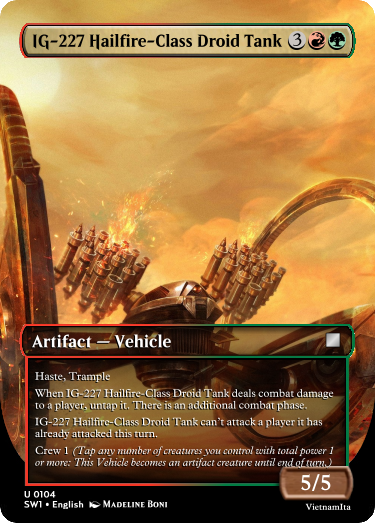 IG-227 Hailfire-Class Droid Tank 3
Artifact — Vehicle
Haste, Trample
When IG-227 Hailfire-Class Droid Tank deals combat damage
to a player, untap it. There is an additional combat phase.
IG-227 Hailfire-Class Droid Tank can't attack a player it has
already attacked this turn.
Crew 1 (Tap any number of creatures you control with total power 1
or more: This Vehicle becomes an artifact creature until end of turn.)
5/5
U 0104
SW1 • English Madeline Boni
VietnamIta